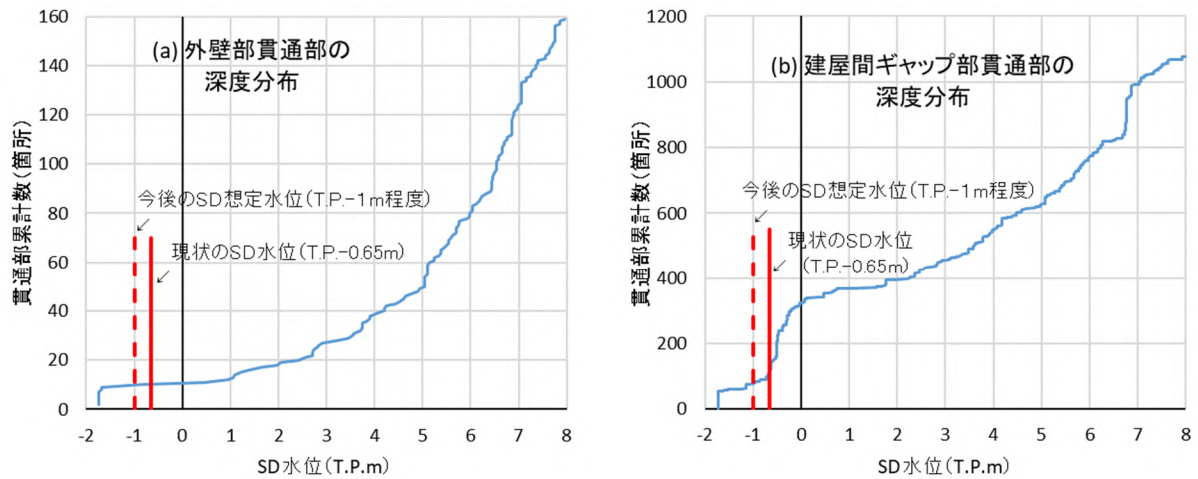 (a) 外壁部貫通部の
深度分布
貫通部累計数(箇所)
160
140
120
100
80
60
40
20
0
今後のSD想定水位(T.P.-1m程度)
現状のSD水位(T.P.-0.65m)
-2 -1 0 1 2 3 4 5 6 7 8
SD水位(T.P.m)
(b) 建屋間ギャップ部貫通部の
深度分布
貫通部累計数(箇所)
1200
1000
800
600
400
200
0
今後のSD想定水位(T.P.-1m程度)
現状のSD水位
(T.P.-0.65m)
-2 -1 0 1 2 3 4 5 6 7 8
SD水位(T.P.m)